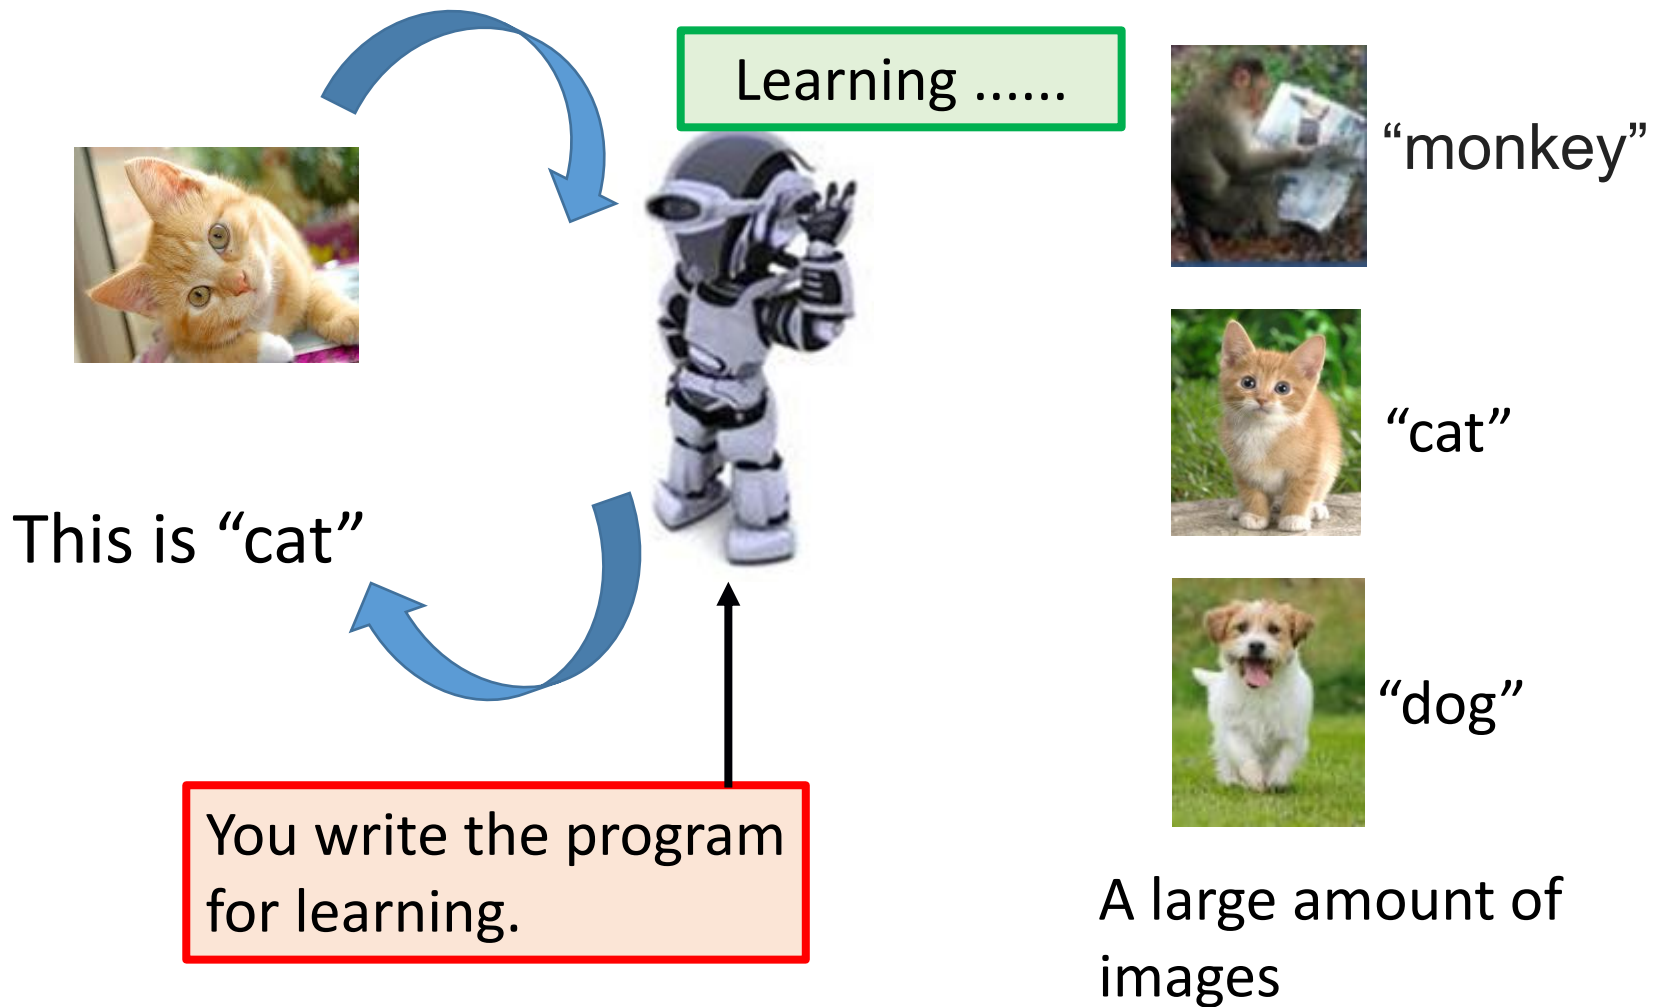 Learning ......
“monkey”
“cat”
This is “cat”
“dog”
You write the program
for learning.
A large amount of
images